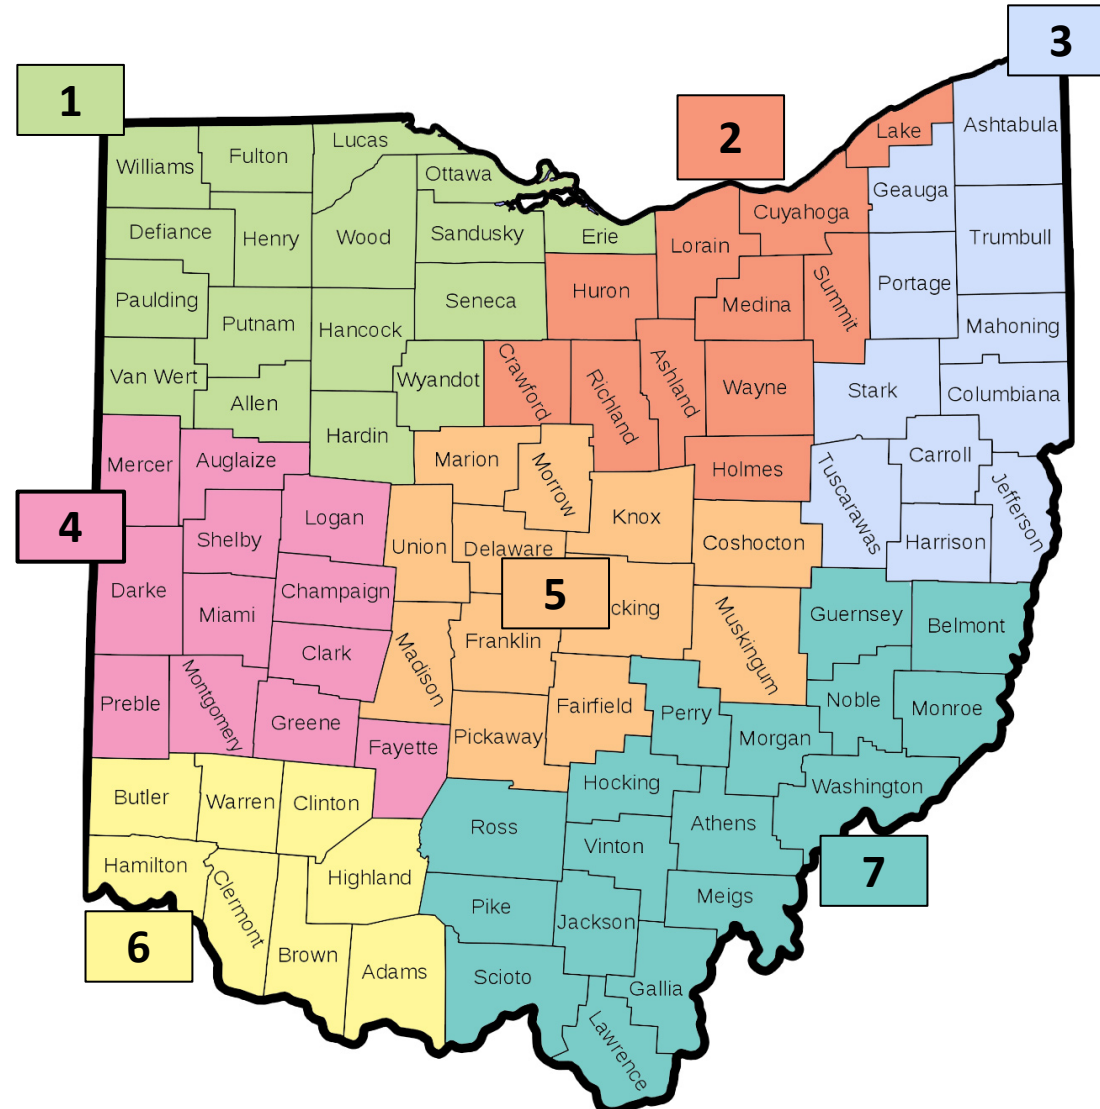 3
1
2
Lake
Ashtabula
Lucas
Williams
Fulton
Ottawa
Geauga
Cuyahoga
Defiance
Henry
Wood
Sandusky
Erie
Lorain
Trumbull
Paulding
Putnam
Hancock
Seneca
Huron
Medina
Summit
Portage
Mahoning
Van Wert
Allen
Wyandot
Crawford
Richland
Ashland
Wayne
Stark
Columbiana
Hardin
Mercer
Auglaize
Marion
Morrow
Holmes
Tuscarawas
Carroll
Jefferson
4
Logan
Shelby
Union
Delaware
Knox
Coshocton
Harrison
Darke
Miami
Champaign
5
cking
Muskingum
Guernsey
Belmont
Clark
Madison
Franklin
Preble
Montgomery
Greene
Fayette
Pickaway
Fairfield
Perry
Morgan
Noble
Monroe
Butler
Warren
Clinton
Ross
Hocking
Athens
Washington
Hamilton
Clermont
Highland
Vinton
7
6
Pike
Jackson
Meigs
Brown
Adams
Scioto
Gallia
Lawrence